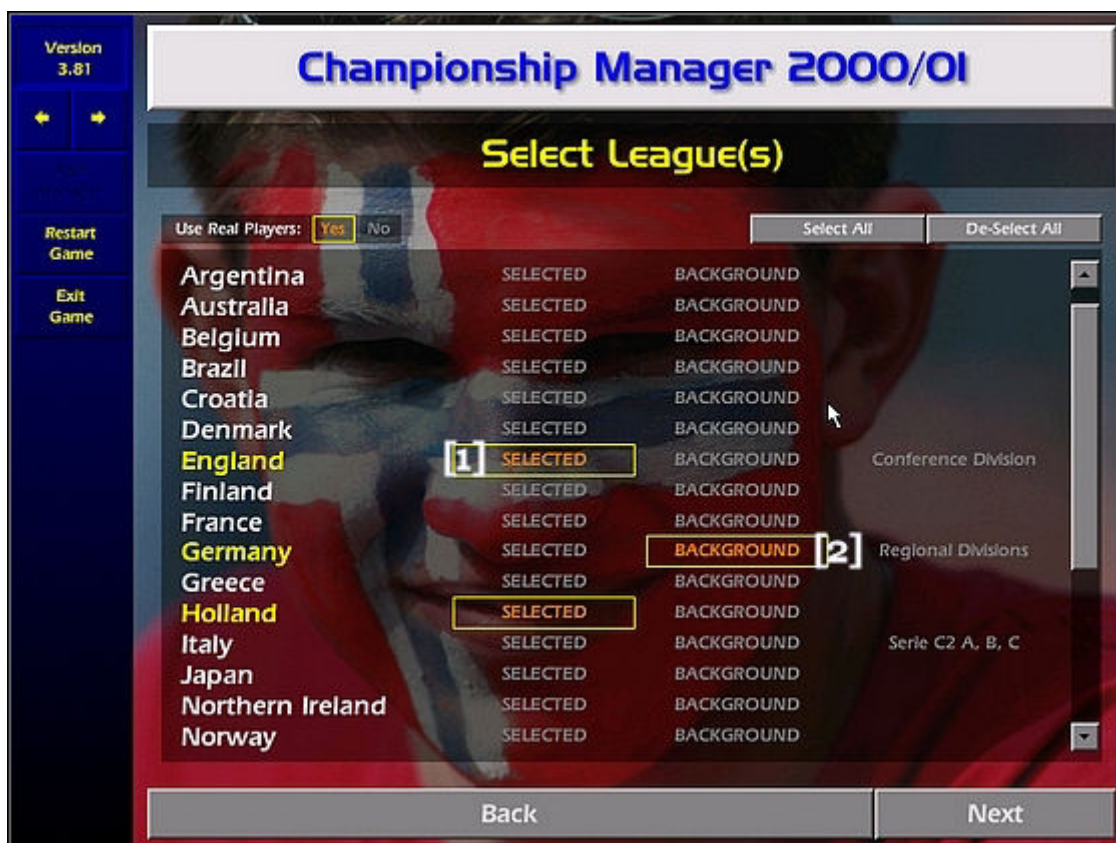 Version
3.81
Championship Manager 2000/01
Select League(s)
Restart
Game
Exit
Game
Use Real Players: Yes No Select All De-Select All
Argentina SELECTED BACKGROUND
Australia SELECTED BACKGROUND
Belgium SELECTED BACKGROUND
Brazil SELECTED BACKGROUND
Croatia SELECTED BACKGROUND
Denmark SELECTED BACKGROUND
England [1] SELECTED BACKGROUND Conference Division
Finland SELECTED BACKGROUND
France SELECTED BACKGROUND
Germany SELECTED BACKGROUND [2] Regional Divisions
Greece SELECTED BACKGROUND
Holland SELECTED BACKGROUND
Italy SELECTED BACKGROUND Serie C2 A, B, C
Japan SELECTED BACKGROUND
Northern Ireland SELECTED BACKGROUND
Norway SELECTED BACKGROUND
Back Next